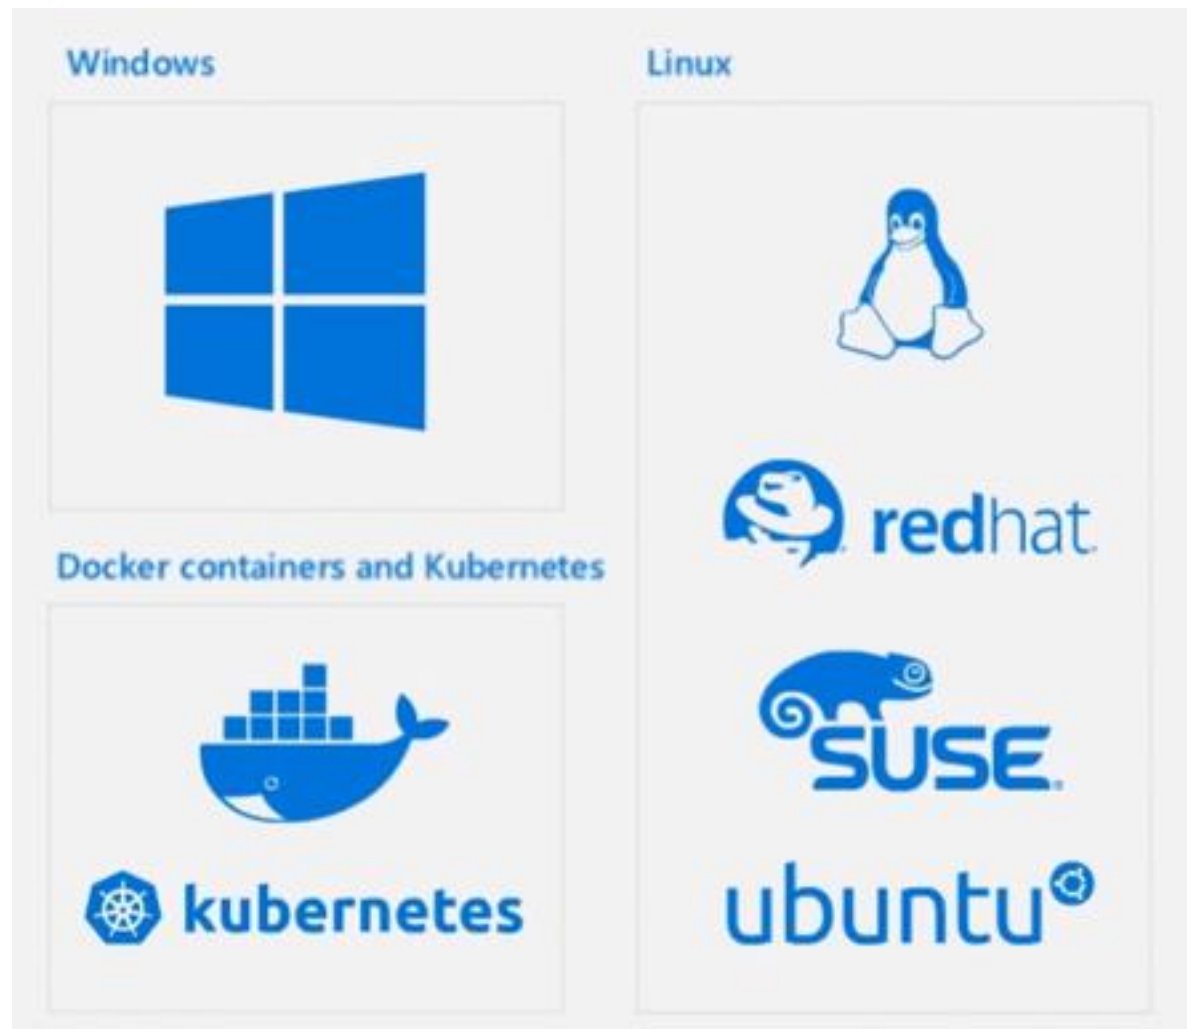 Windows
Linux
redhat.
Docker containers and Kubernetes
SUSE®
kubernetes
ubuntu